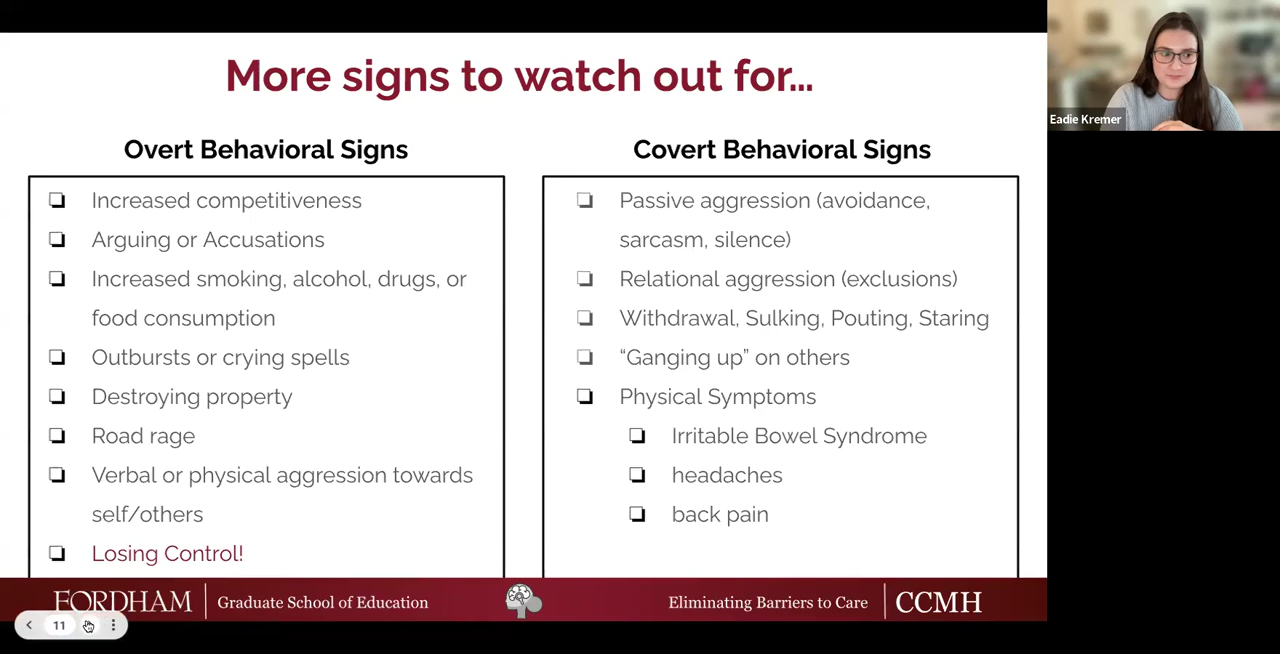 More signs to watch out for...
Overt Behavioral Signs
Increased competitiveness
Arguing or Accusations
Increased smoking, alcohol, drugs, or
food consumption
Outbursts or crying spells
Destroying property
Road rage
Verbal or physical aggression towards
self/others
Losing Control!
Covert Behavioral Signs
Passive aggression (avoidance,
sarcasm, silence)
Relational aggression (exclusions)
Withdrawal, Sulking, Pouting, Staring
“Ganging up” on others
Physical Symptoms
Irritable Bowel Syndrome
headaches
back pain
Eadie Kremer
FORDHAM
Graduate School of Education
Eliminating Barriers to Care
CCMH
11